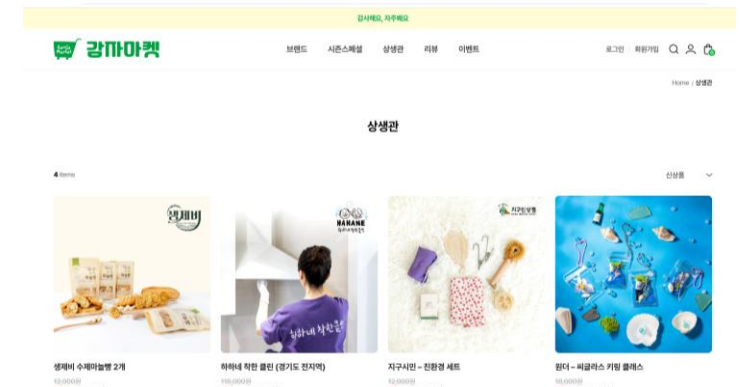 감사해요, 자주봬요
감자마켓
브랜드 시즌스페셜 상생관 리뷰 이벤트
로그인 회원가입
Home / 상생관
상생관
4 items
신상품
생제비
HAHANE
지구인상점
하하네 착한클린
생제비 수제마늘빵 2개
하하네 착한 클린 (경기도 전지역)
지구시민 – 친환경 세트
원더 – 씨글라스 키링 클래스
12,000원
110,000원
12,000원
18,000원